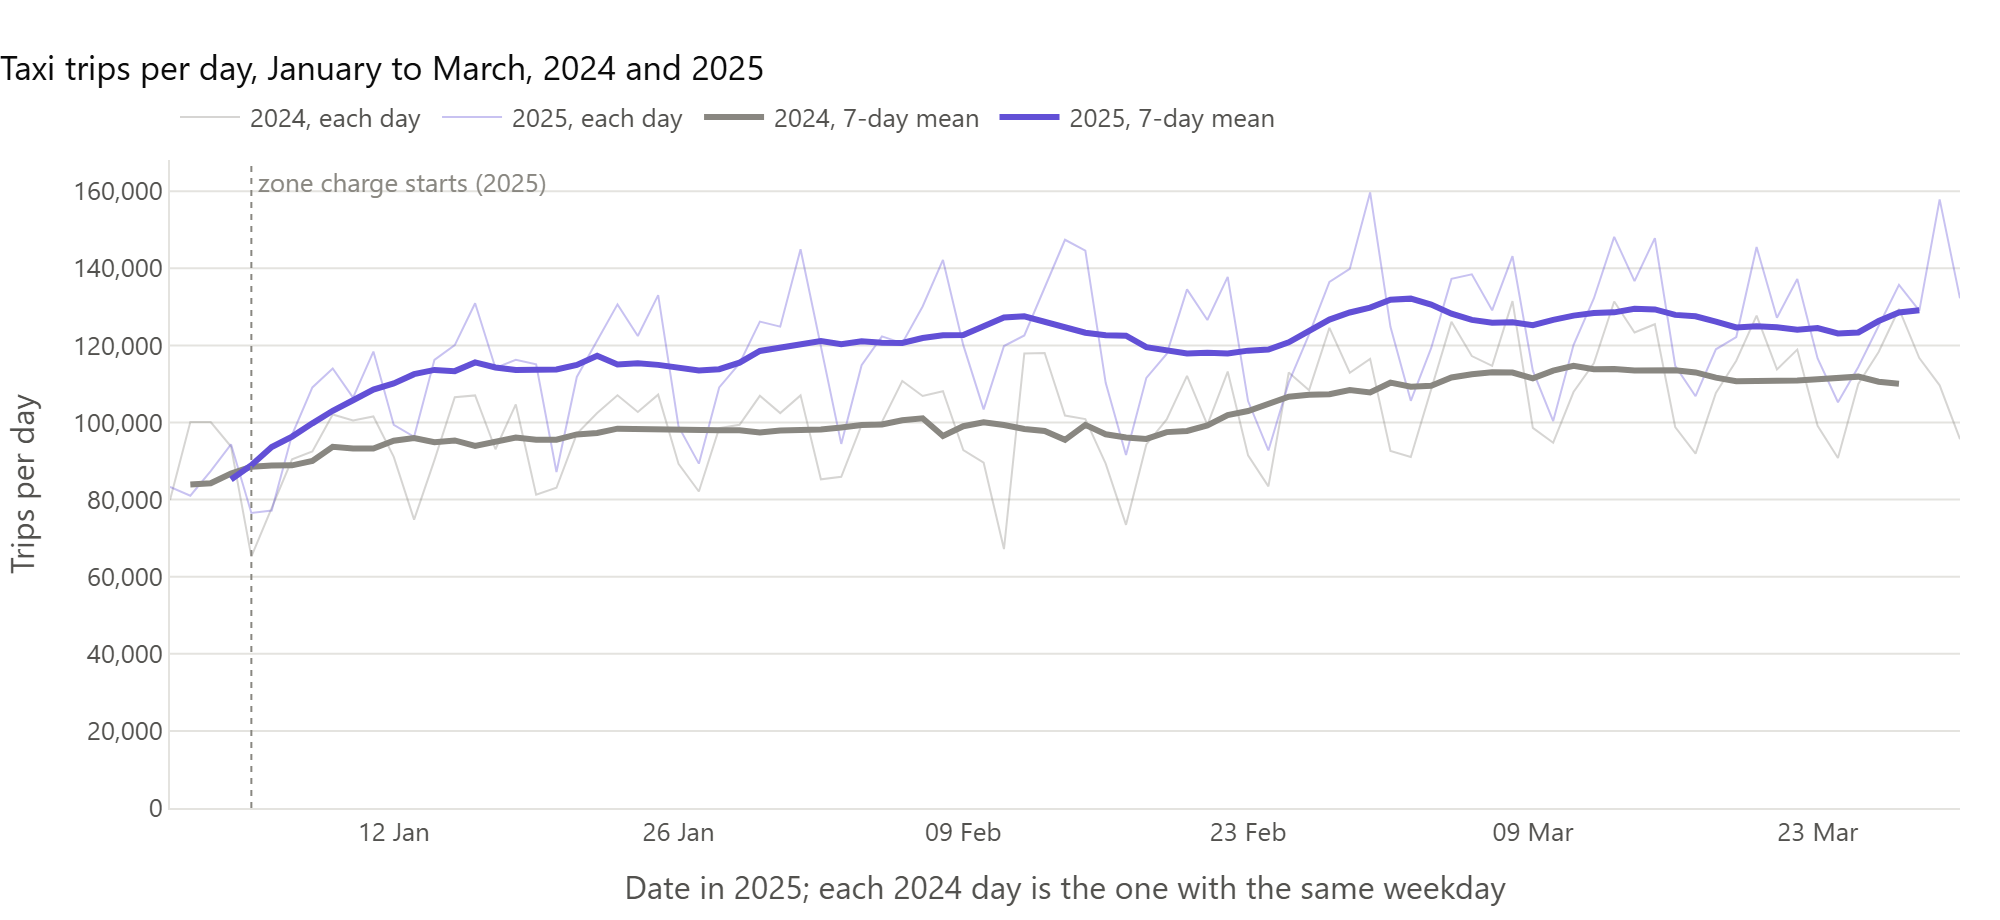 Taxi trips per day, January to March, 2024 and 2025
2024, each day 2025, each day 2024, 7-day mean 2025, 7-day mean
zone charge starts (2025)
160,000
140,000
120,000
100,000
80,000
60,000
40,000
20,000
0
Trips per day
12 Jan 26 Jan 09 Feb 23 Feb 09 Mar 23 Mar
Date in 2025; each 2024 day is the one with the same weekday